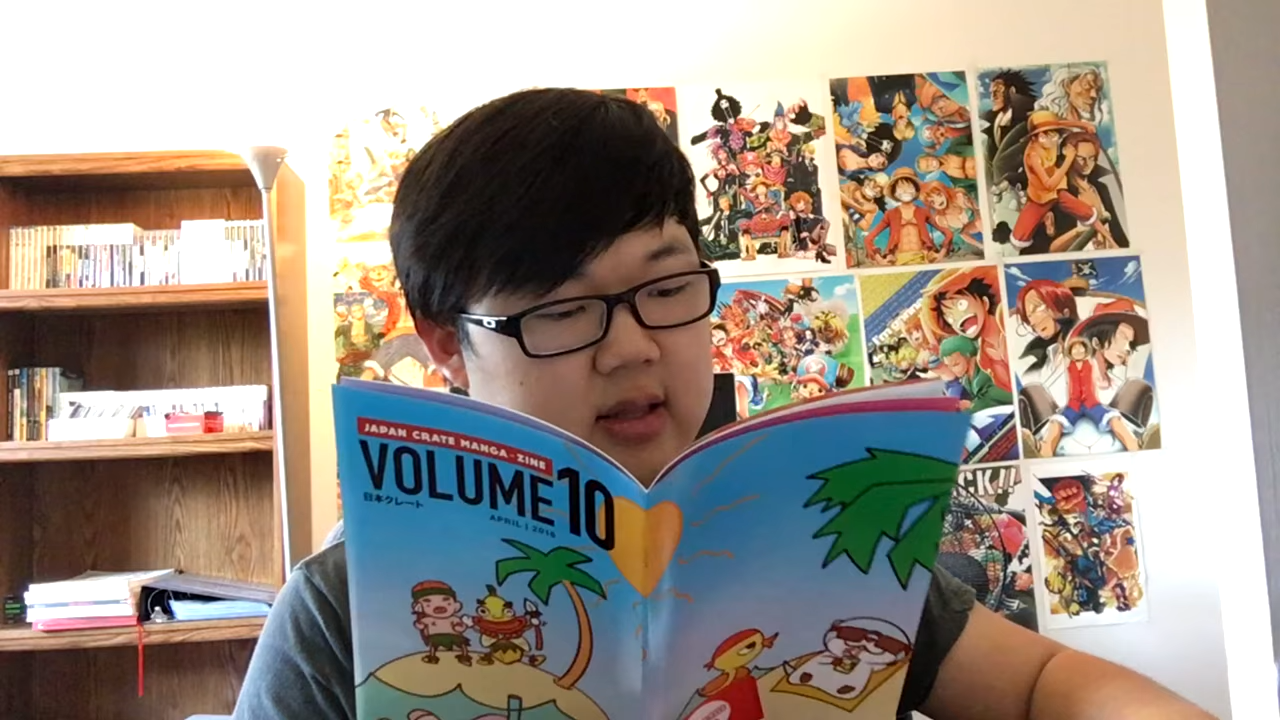 JAPAN CRATE MANGA-ZINE
VOLUME 10
日本クレート
APRIL | 2016